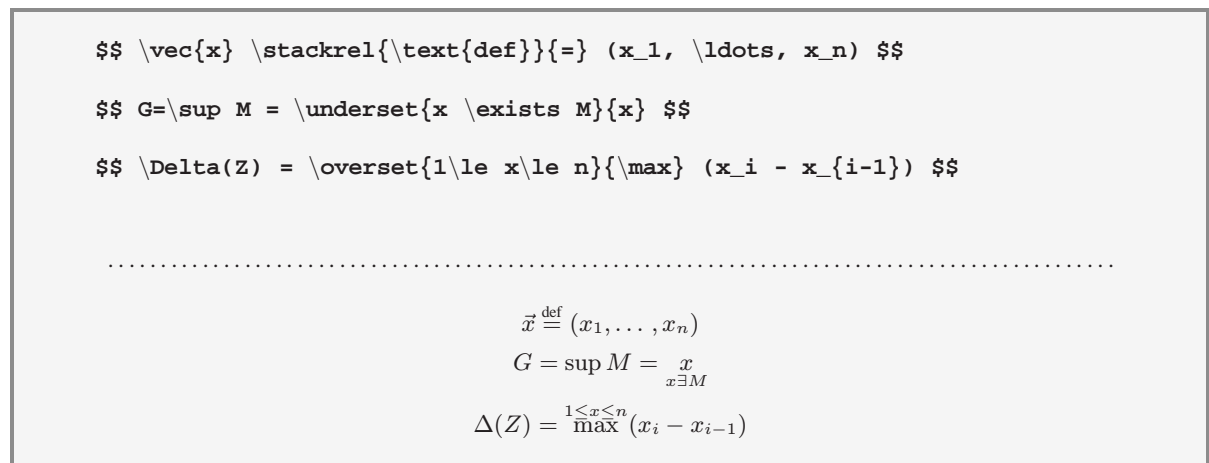 $$ \vec{x} \stackrel{\text{def}}{=} (x_1, \ldots, x_n) $$
$$ G=\sup M = \underset{x \exists M}{x} $$
$$ \Delta(Z) = \overset{1\le x\le n}{\max} (x_i - x_{i-1}) $$
................................................................................................
x⃗ def= (x₁, . . . , xₙ)
G = sup M = x x∃M
Δ(Z) = 1≤x≤n max (xᵢ − xᵢ₋₁)